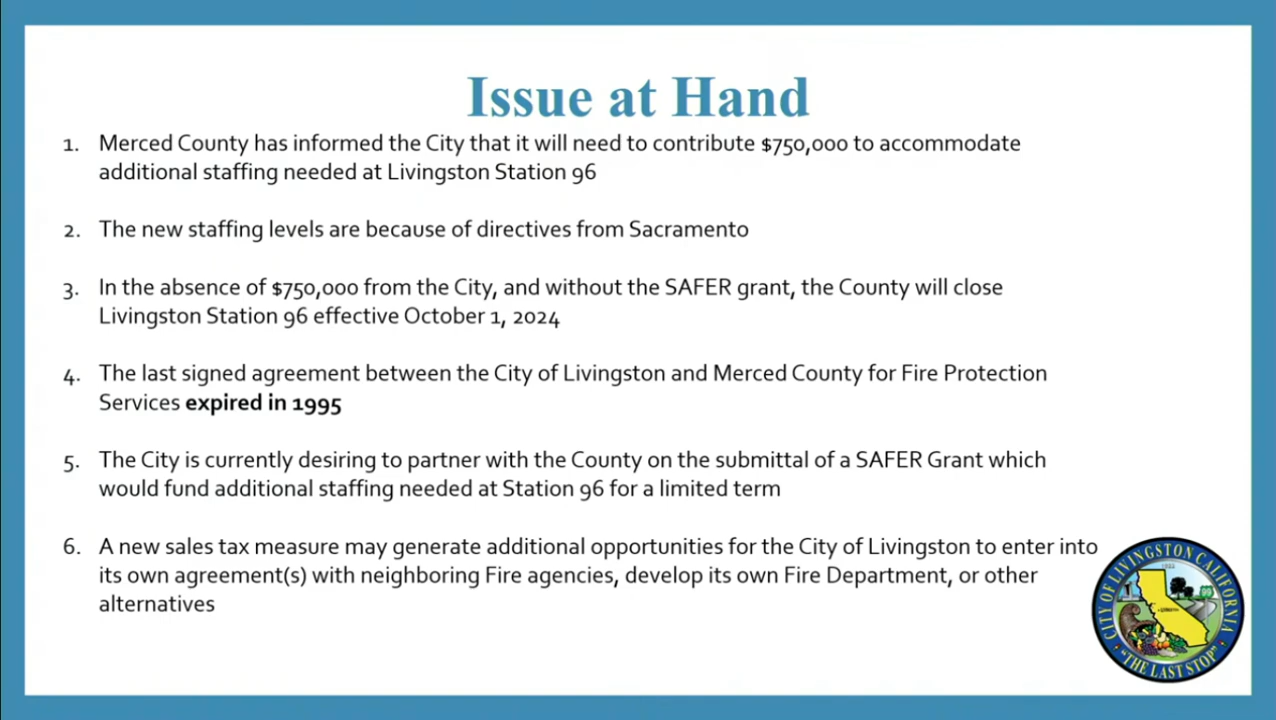 Issue at Hand
1. Merced County has informed the City that it will need to contribute $750,000 to accommodate
additional staffing needed at Livingston Station 96
2. The new staffing levels are because of directives from Sacramento
3. In the absence of $750,000 from the City, and without the SAFER grant, the County will close
Livingston Station 96 effective October 1, 2024
4. The last signed agreement between the City of Livingston and Merced County for Fire Protection
Services expired in 1995
5. The City is currently desiring to partner with the County on the submittal of a SAFER Grant which
would fund additional staffing needed at Station 96 for a limited term
6. A new sales tax measure may generate additional opportunities for the City of Livingston to enter into
its own agreement(s) with neighboring Fire agencies, develop its own Fire Department, or other
alternatives
CITY OF LIVINGSTON CALIFORNIA
"THE LAST STOP"